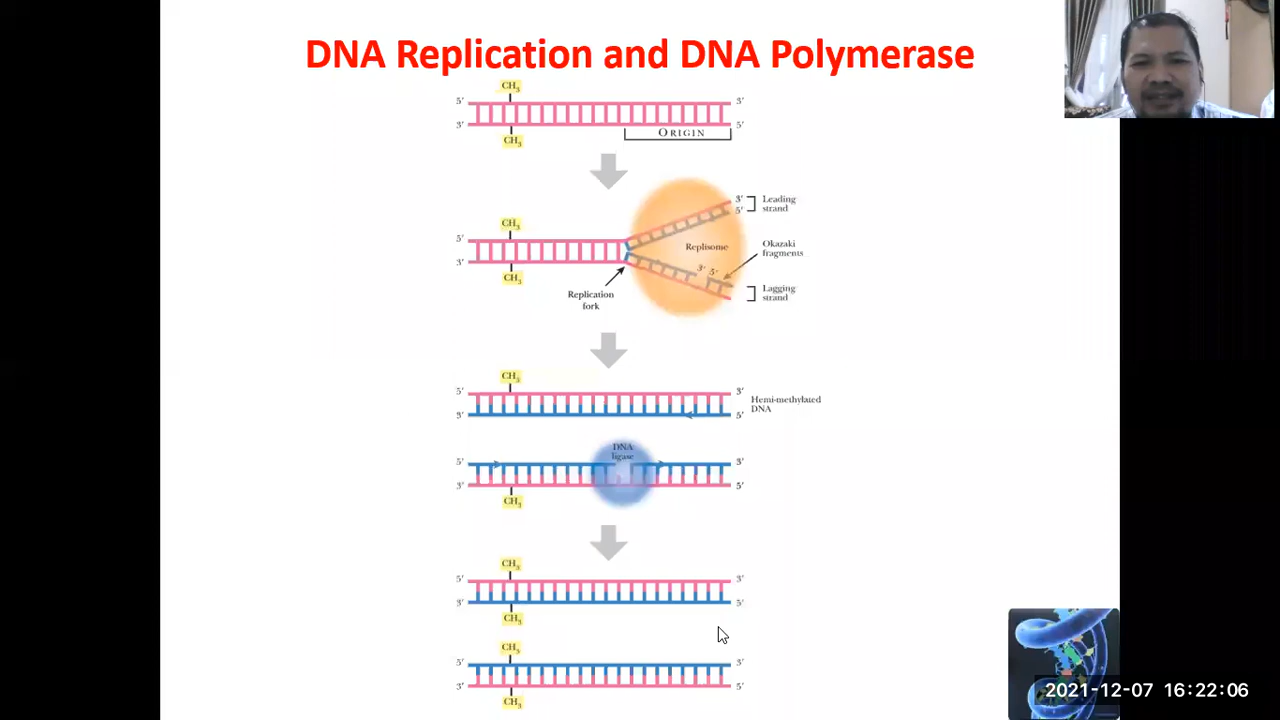 DNA Replication and DNA Polymerase
CH₃
5′ 3′
3′ 5′
CH₃
ORIGIN
3′
5′
Leading
strand
CH₃
5′
3′
CH₃
Replisome
Okazaki
fragments
3′ 5′
Lagging
strand
Replication
fork
CH₃
5′ 3′
3′ 5′
Hemi-methylated
DNA
DNA
ligase
5′ 3′
3′ 5′
CH₃
CH₃
5′ 3′
3′ 5′
CH₃
CH₃
5′ 3′
3′ 5′
CH₃
2021-12-07 16:22:06